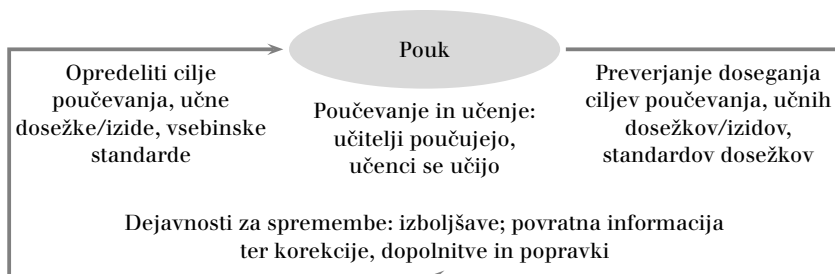 Pouk
Opredeliti cilje
poučevanja, učne
dosežke/izide, vsebinske
standarde
Poučevanje in učenje:
učitelji poučujejo,
učenci se učijo
Preverjanje doseganja
ciljev poučevanja, učnih
dosežkov/izidov,
standardov dosežkov
Dejavnosti za spremembe: izboljšave; povratna informacija
ter korekcije, dopolnitve in popravki